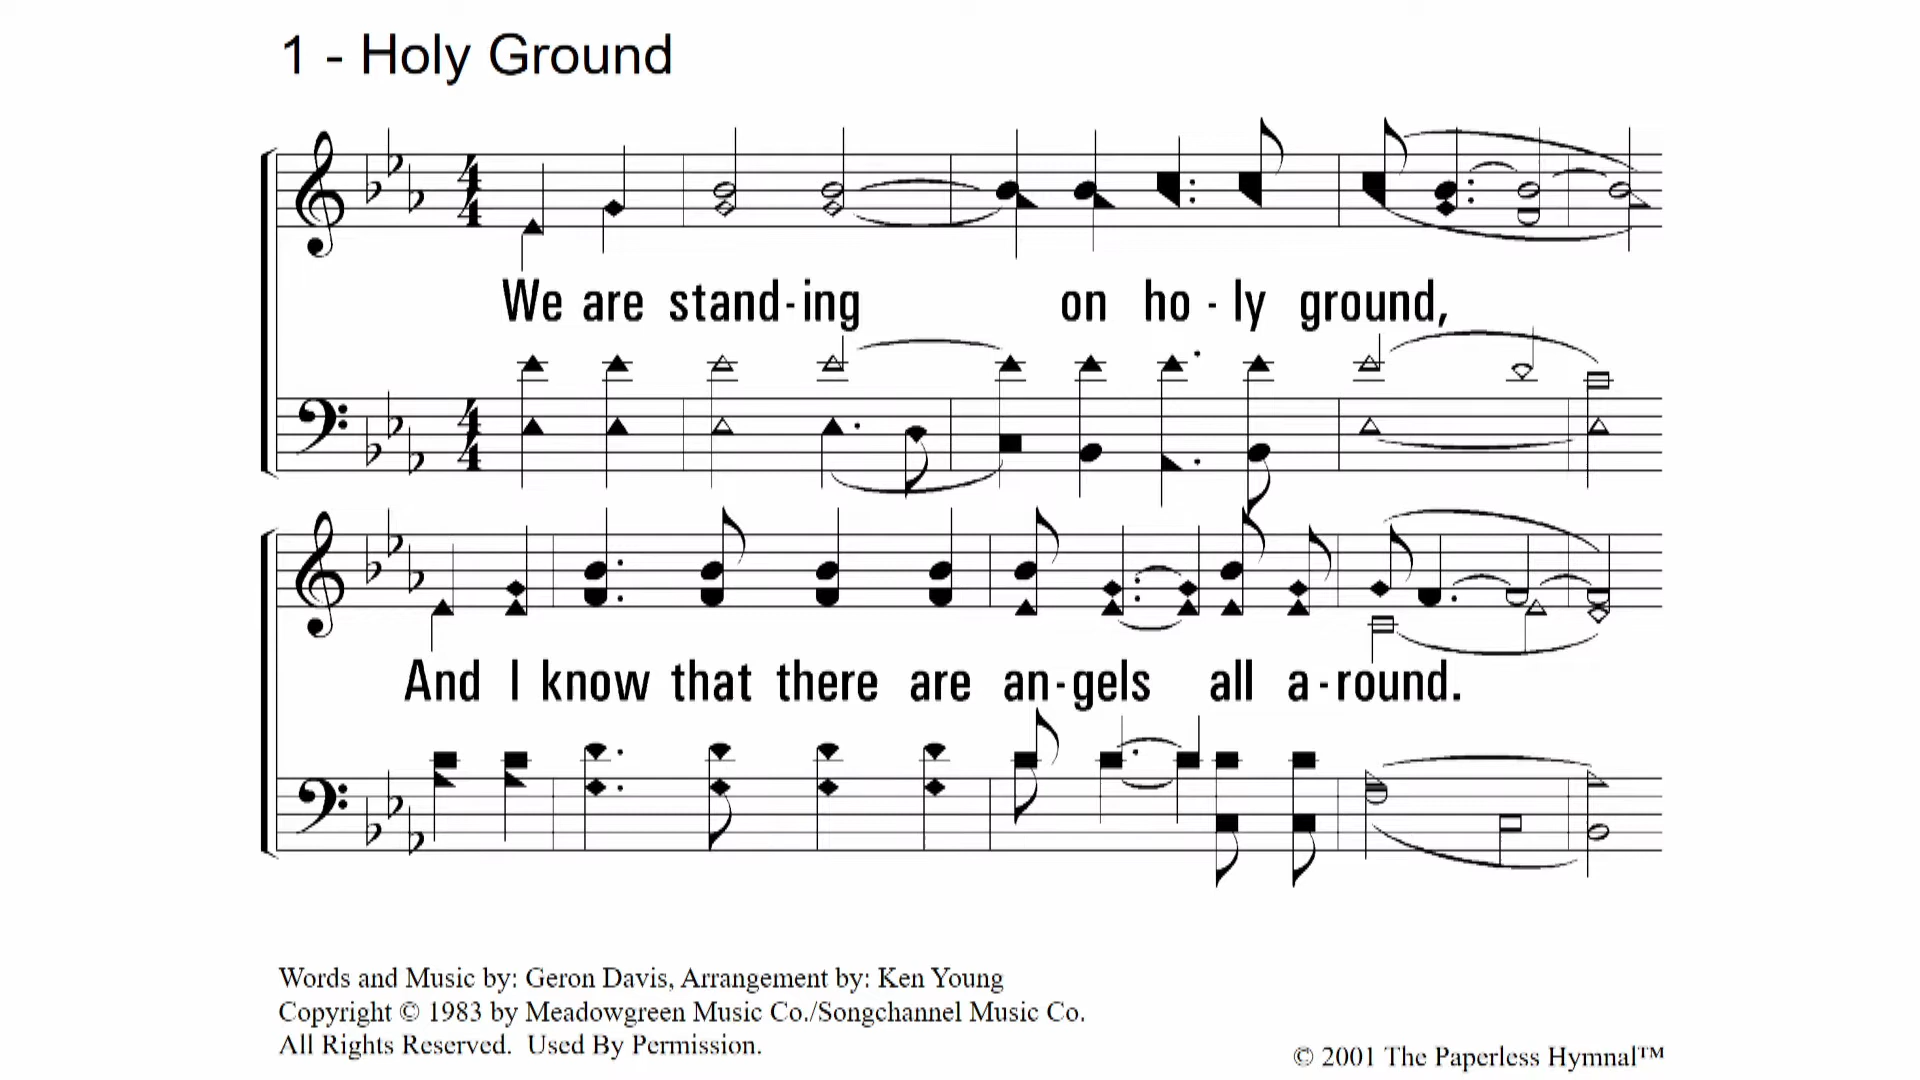 1 - Holy Ground
We are stand-ing on ho - ly ground,
And I know that there are an-gels all a-round.
Words and Music by: Geron Davis, Arrangement by: Ken Young
Copyright © 1983 by Meadowgreen Music Co./Songchannel Music Co.
All Rights Reserved. Used By Permission.
© 2001 The Paperless Hymnal™